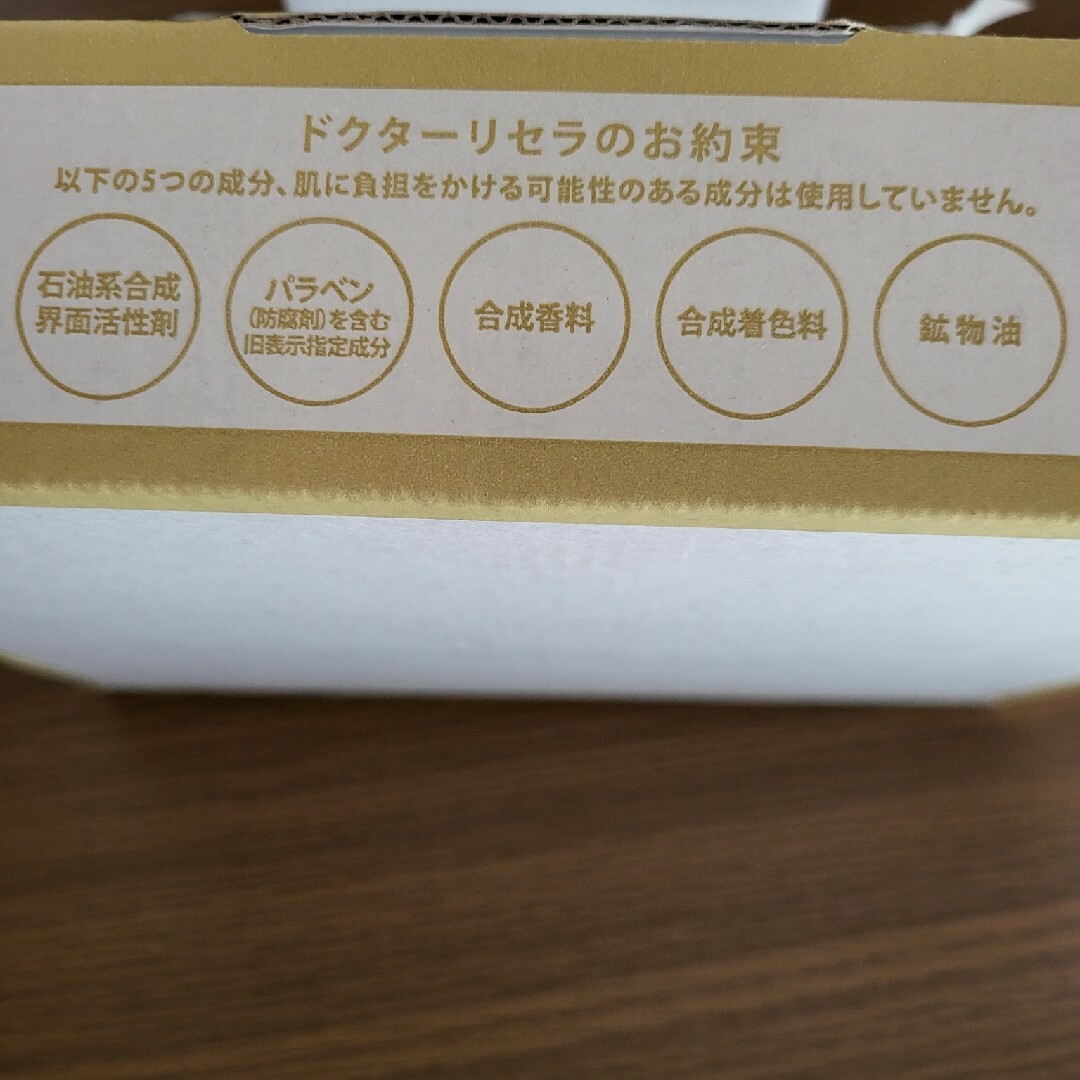 ドクターリセラのお約束
以下の5つの成分、肌に負担をかける可能性のある成分は使用していません。
石油系合成
界面活性剤
パラベン
（防腐剤）を含む
旧表示指定成分
合成香料
合成着色料
鉱物油